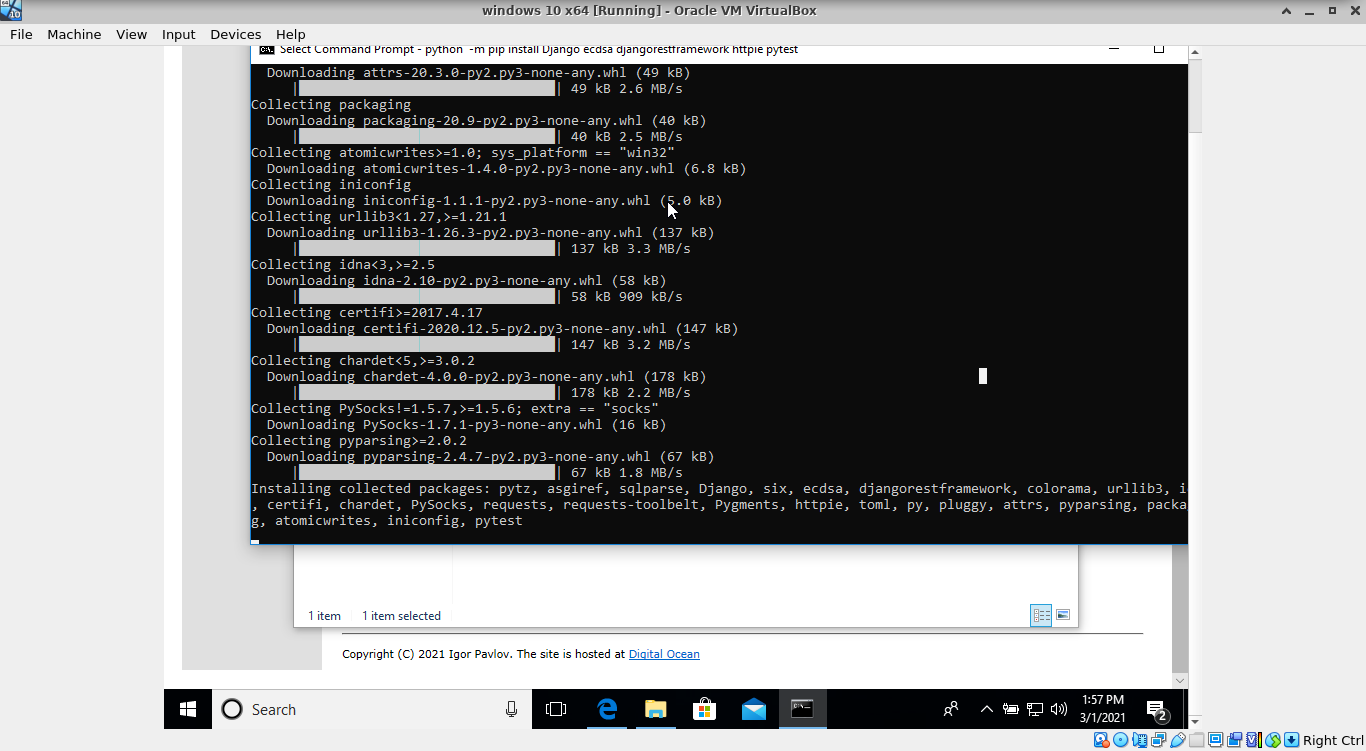 windows 10 x64 [Running] - Oracle VM VirtualBox
File Machine View Input Devices Help
Select Command Prompt - python -m pip install Django ecdsa djangorestframework httpie pytest
Downloading attrs-20.3.0-py2.py3-none-any.whl (49 kB)
| 49 kB 2.6 MB/s
Collecting packaging
Downloading packaging-20.9-py2.py3-none-any.whl (40 kB)
| 40 kB 2.5 MB/s
Collecting atomicwrites>=1.0; sys_platform == "win32"
Downloading atomicwrites-1.4.0-py2.py3-none-any.whl (6.8 kB)
Collecting iniconfig
Downloading iniconfig-1.1.1-py2.py3-none-any.whl (5.0 kB)
Collecting urllib3<1.27,>=1.21.1
Downloading urllib3-1.26.3-py2.py3-none-any.whl (137 kB)
| 137 kB 3.3 MB/s
Collecting idna<3,>=2.5
Downloading idna-2.10-py2.py3-none-any.whl (58 kB)
| 58 kB 909 kB/s
Collecting certifi>=2017.4.17
Downloading certifi-2020.12.5-py2.py3-none-any.whl (147 kB)
| 147 kB 3.2 MB/s
Collecting chardet<5,>=3.0.2
Downloading chardet-4.0.0-py2.py3-none-any.whl (178 kB)
| 178 kB 2.2 MB/s
Collecting PySocks!=1.5.7,>=1.5.6; extra == "socks"
Downloading PySocks-1.7.1-py3-none-any.whl (16 kB)
Collecting pyparsing>=2.0.2
Downloading pyparsing-2.4.7-py2.py3-none-any.whl (67 kB)
| 67 kB 1.8 MB/s
Installing collected packages: pytz, asgiref, sqlparse, Django, six, ecdsa, djangorestframework, colorama, urllib3, i
, certifi, chardet, PySocks, requests, requests-toolbelt, Pygments, httpie, toml, py, pluggy, attrs, pyparsing, packa
g, atomicwrites, iniconfig, pytest
1 item 1 item selected
Copyright (C) 2021 Igor Pavlov. The site is hosted at Digital Ocean
Search
1:57 PM
3/1/2021
2
Right Ctrl